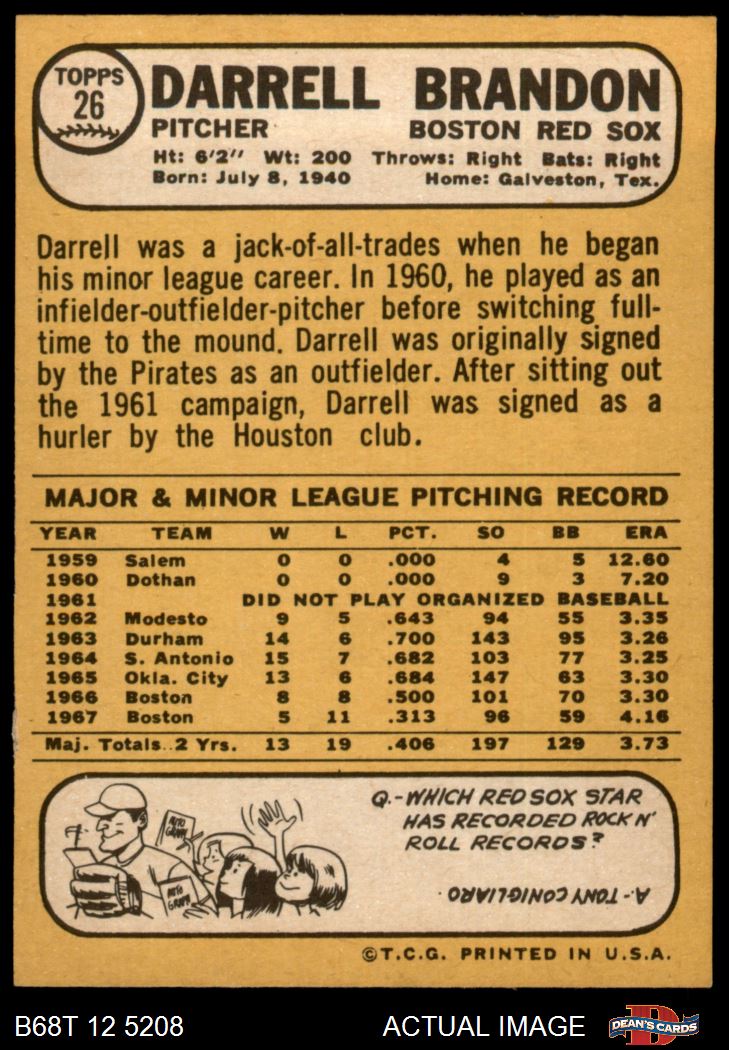 TOPPS
26
DARRELL BRANDON
PITCHER BOSTON RED SOX
Ht: 6'2" Wt: 200 Throws: Right Bats: Right
Born: July 8, 1940 Home: Galveston, Tex.
Darrell was a jack-of-all-trades when he began
his minor league career. In 1960, he played as an
infielder-outfielder-pitcher before switching full-
time to the mound. Darrell was originally signed
by the Pirates as an outfielder. After sitting out
the 1961 campaign, Darrell was signed as a
hurler by the Houston club.
MAJOR & MINOR LEAGUE PITCHING RECORD
YEAR TEAM W L PCT. SO BB ERA
1959 Salem 0 0 .000 4 5 12.60
1960 Dothan 0 0 .000 9 3 7.20
1961 DID NOT PLAY ORGANIZED BASEBALL
1962 Modesto 9 5 .643 94 55 3.35
1963 Durham 14 6 .700 143 95 3.26
1964 S. Antonio 15 7 .682 103 77 3.25
1965 Okla. City 13 6 .684 147 63 3.30
1966 Boston 8 8 .500 101 70 3.30
1967 Boston 5 11 .313 96 59 4.16
Maj. Totals..2 Yrs. 13 19 .406 197 129 3.73
AUTO
GRAPH
AUTO
GRAPH
Q.-WHICH RED SOX STAR
HAS RECORDED ROCK N'
ROLL RECORDS?
A-TONY CONIGLIARO
©T.C.G. PRINTED IN U.S.A.
B68T 12 5208 ACTUAL IMAGE
D
DEAN'S CARDS